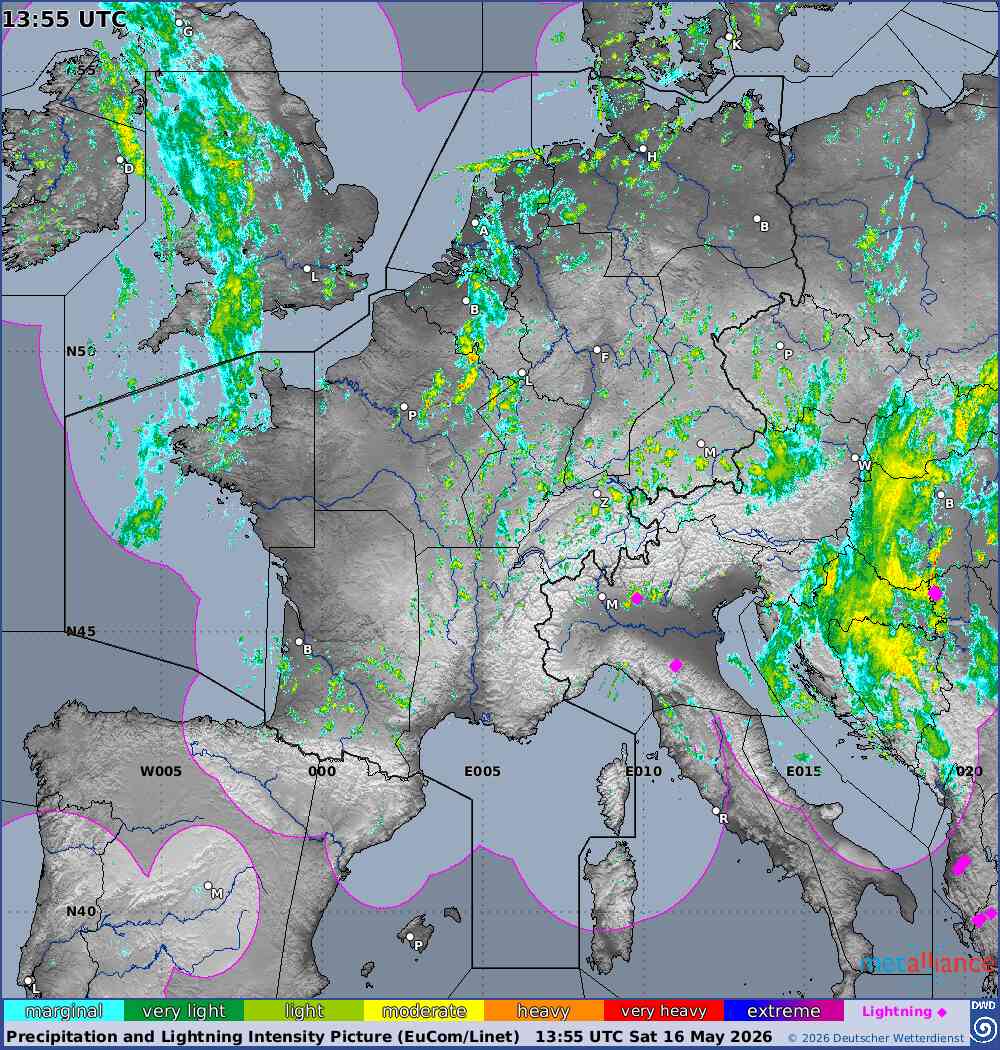 13:55 UTC
G
K
N55
D
H
A
B
L
B
N50
F
P
L
P
M
W
Z
B
M
N45
B
W005
000
E005
E010
E015
E020
R
M
N40
P
L
metalliance
marginal very light light moderate heavy very heavy extreme Lightning
DWD
Precipitation and Lightning Intensity Picture (EuCom/Linet) 13:55 UTC Sat 16 May 2026 © 2026 Deutscher Wetterdienst